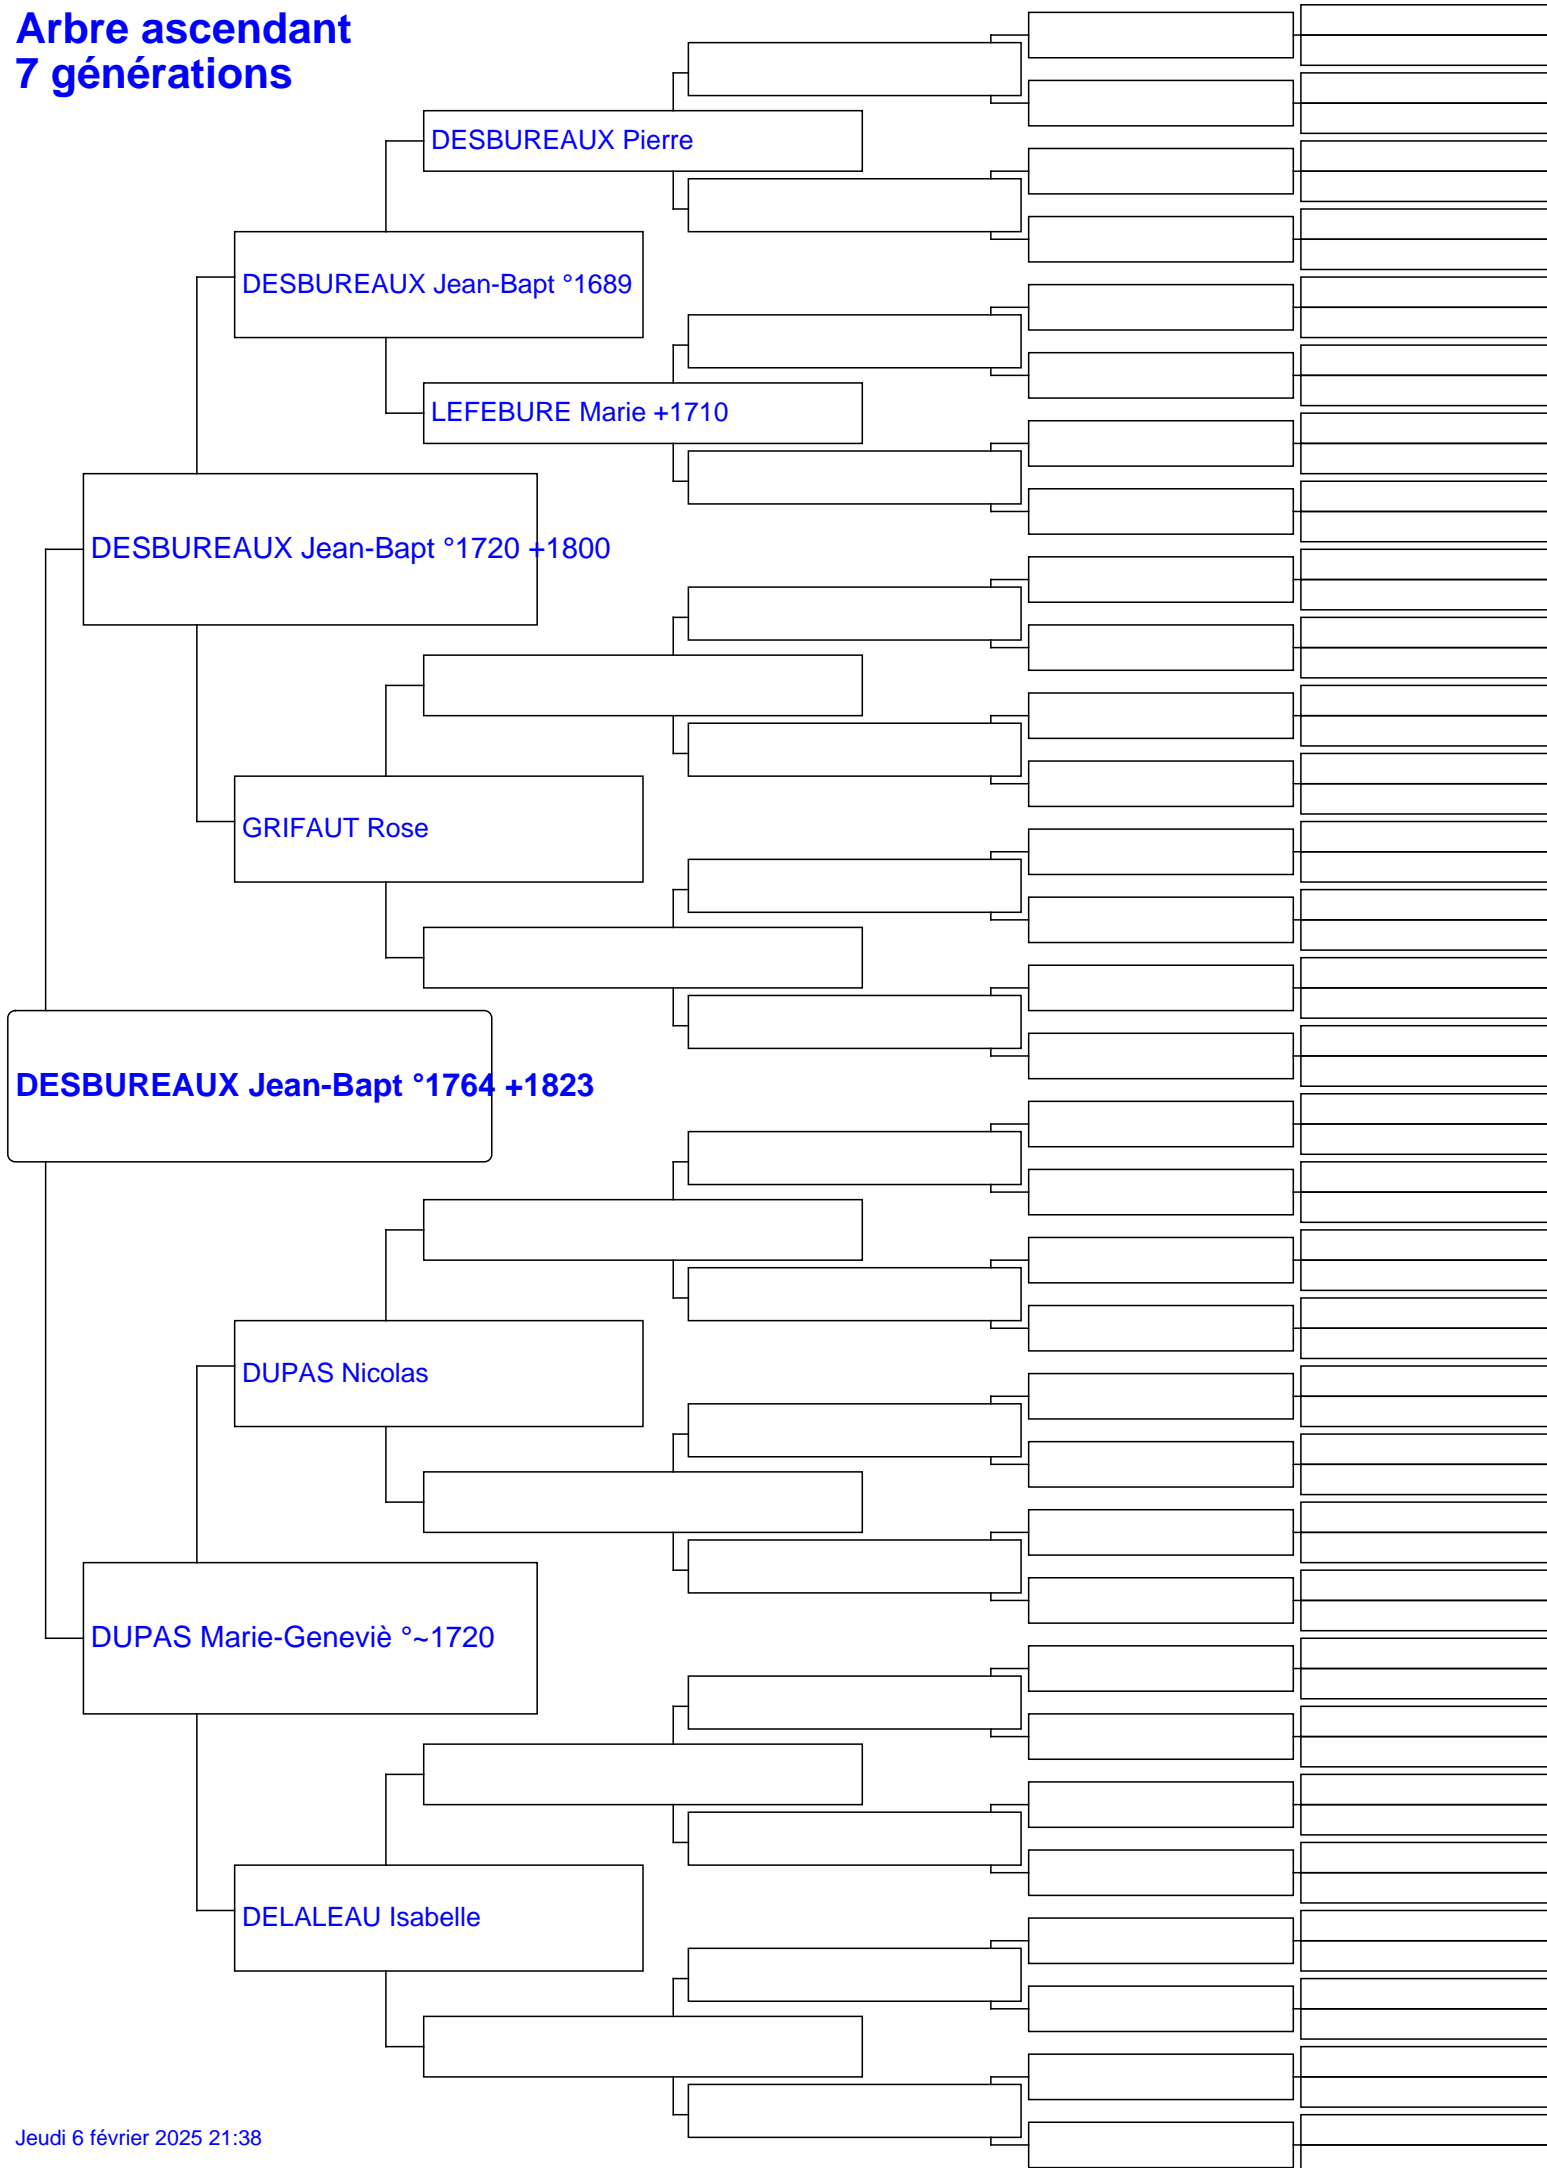 Arbre ascendant
7 générations
DESBUREAUX Pierre
DESBUREAUX Jean-Bapt °1689
LEFEBURE Marie +1710
DESBUREAUX Jean-Bapt °1720 +1800
GRIFAUT Rose
DESBUREAUX Jean-Bapt °1764 +1823
DUPAS Nicolas
DUPAS Marie-Geneviè °~1720
DELALEAU Isabelle
Jeudi 6 février 2025 21:38